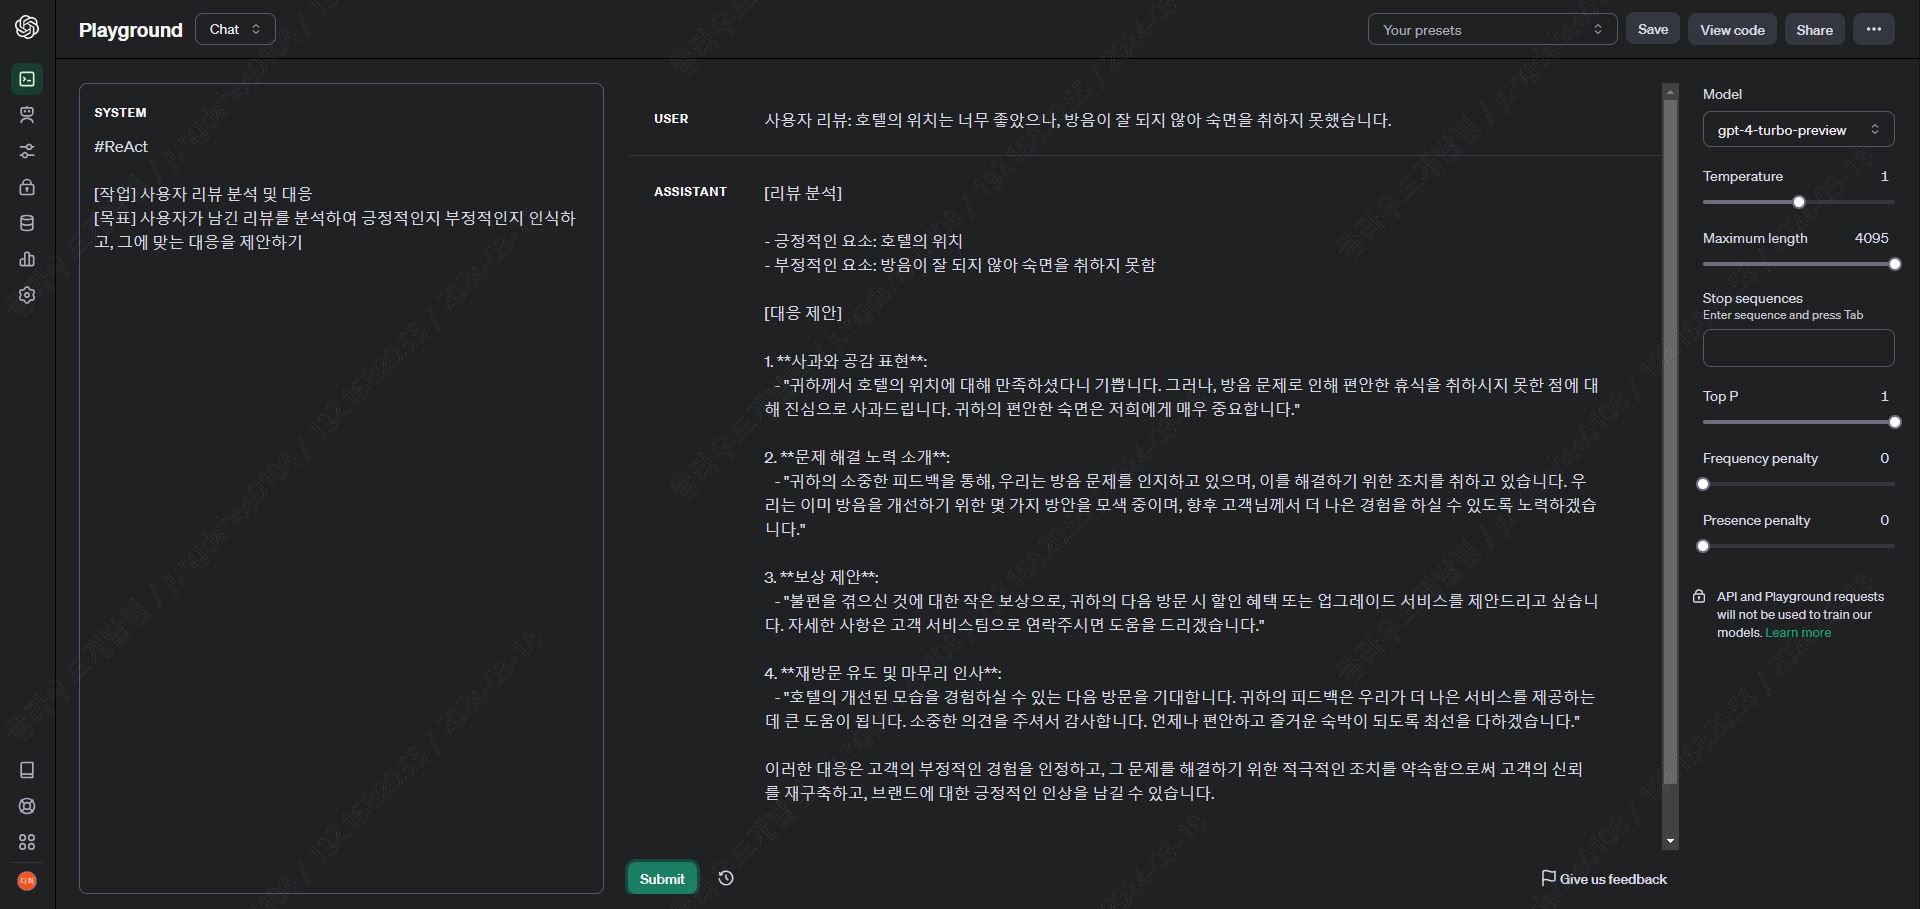 Playground
Chat
Your presets
Save
View code
Share
SYSTEM
#ReAct
[작업] 사용자 리뷰 분석 및 대응
[목표] 사용자가 남긴 리뷰를 분석하여 긍정적인지 부정적인지 인식하
고, 그에 맞는 대응을 제안하기
USER
사용자 리뷰: 호텔의 위치는 너무 좋았으나, 방음이 잘 되지 않아 숙면을 취하지 못했습니다.
ASSISTANT
[리뷰 분석]
- 긍정적인 요소: 호텔의 위치
- 부정적인 요소: 방음이 잘 되지 않아 숙면을 취하지 못함
[대응 제안]
1. **사과와 공감 표현**:
- "귀하께서 호텔의 위치에 대해 만족하셨다니 기쁩니다. 그러나, 방음 문제로 인해 편안한 휴식을 취하시지 못한 점에 대
해 진심으로 사과드립니다. 귀하의 편안한 숙면은 저희에게 매우 중요합니다."
2. **문제 해결 노력 소개**:
- "귀하의 소중한 피드백을 통해, 우리는 방음 문제를 인지하고 있으며, 이를 해결하기 위한 조치를 취하고 있습니다. 우
리는 이미 방음을 개선하기 위한 몇 가지 방안을 모색 중이며, 향후 고객님께서 더 나은 경험을 하실 수 있도록 노력하겠습
니다."
3. **보상 제안**:
- "불편을 겪으신 것에 대한 작은 보상으로, 귀하의 다음 방문 시 할인 혜택 또는 업그레이드 서비스를 제안드리고 싶습니
다. 자세한 사항은 고객 서비스팀으로 연락주시면 도움을 드리겠습니다."
4. **재방문 유도 및 마무리 인사**:
- "호텔의 개선된 모습을 경험하실 수 있는 다음 방문을 기대합니다. 귀하의 피드백은 우리가 더 나은 서비스를 제공하는
데 큰 도움이 됩니다. 소중한 의견을 주셔서 감사합니다. 언제나 편안하고 즐거운 숙박이 되도록 최선을 다하겠습니다."
이러한 대응은 고객의 부정적인 경험을 인정하고, 그 문제를 해결하기 위한 적극적인 조치를 약속함으로써 고객의 신뢰
를 재구축하고, 브랜드에 대한 긍정적인 인상을 남길 수 있습니다.
Submit
Give us feedback
Model
gpt-4-turbo-preview
Temperature 1
Maximum length 4095
Stop sequences
Enter sequence and press Tab
Top P 1
Frequency penalty 0
Presence penalty 0
API and Playground requests
will not be used to train our
models. Learn more
다희
클라우드개발팀 / jungdahee0108 / 192.168.20.55 / 2024-03-18